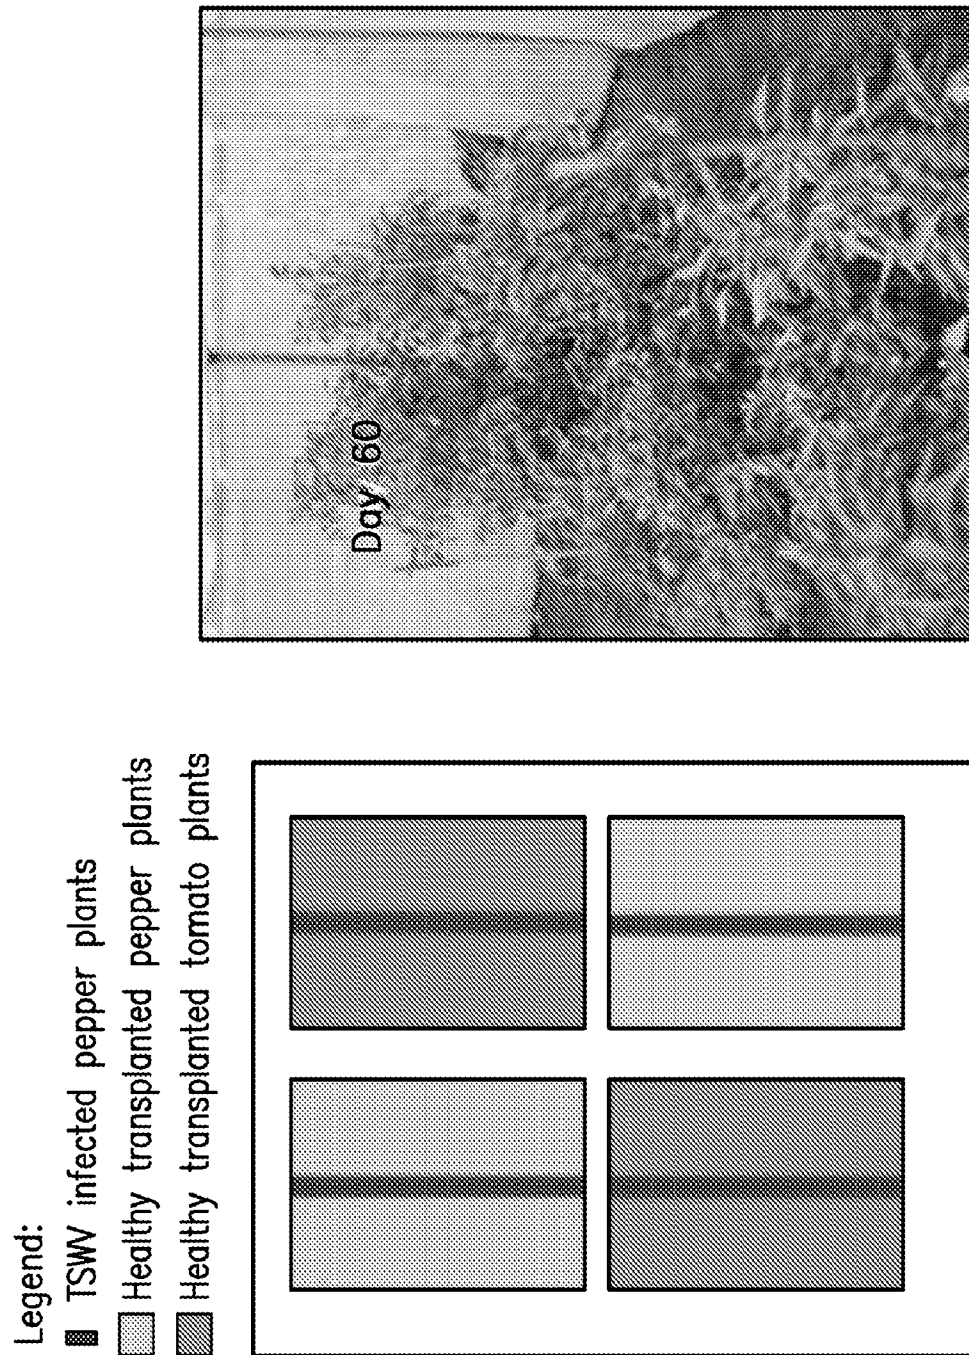 Legend:
TSWV infected pepper plants
Healthy transplanted pepper plants
Healthy transplanted tomato plants
Day 60